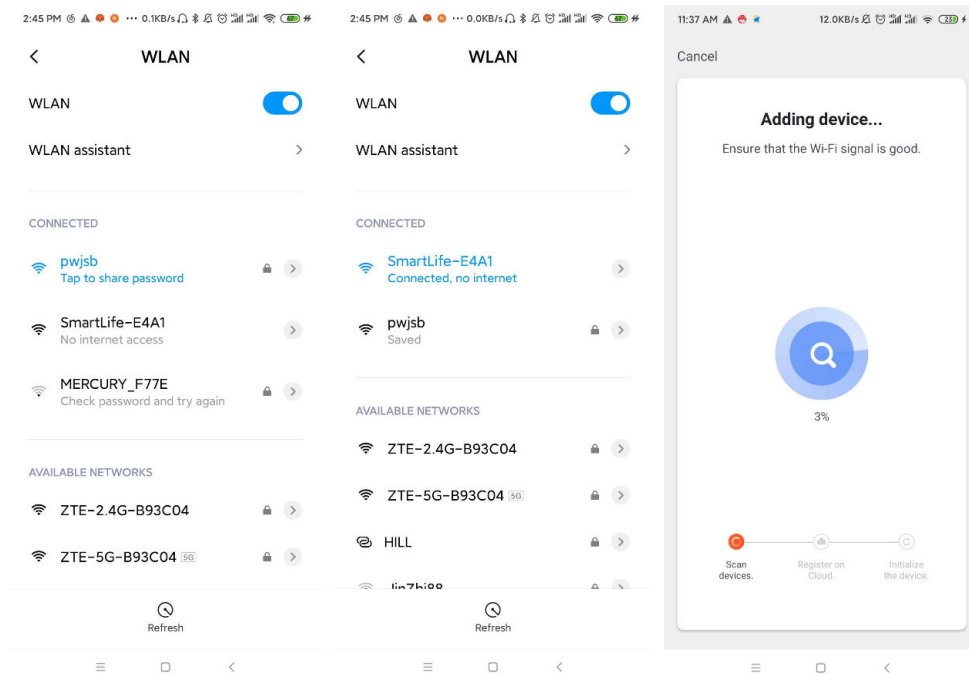 2:45 PM ··· 0.1KB/s 67
WLAN
WLAN
WLAN assistant
CONNECTED
pwjsb
Tap to share password
SmartLife-E4A1
No internet access
MERCURY_F77E
Check password and try again
AVAILABLE NETWORKS
ZTE-2.4G-B93C04
ZTE-5G-B93C04 5G
Refresh
2:45 PM ··· 0.0KB/s 67
WLAN
WLAN
WLAN assistant
CONNECTED
SmartLife-E4A1
Connected, no internet
pwjsb
Saved
AVAILABLE NETWORKS
ZTE-2.4G-B93C04
ZTE-5G-B93C04 5G
HILL
JinZhi88
Refresh
11:37 AM 12.0KB/s 23
Cancel
Adding device...
Ensure that the Wi-Fi signal is good.
3%
Scan
devices.
Register on
Cloud.
Initialize
the device.